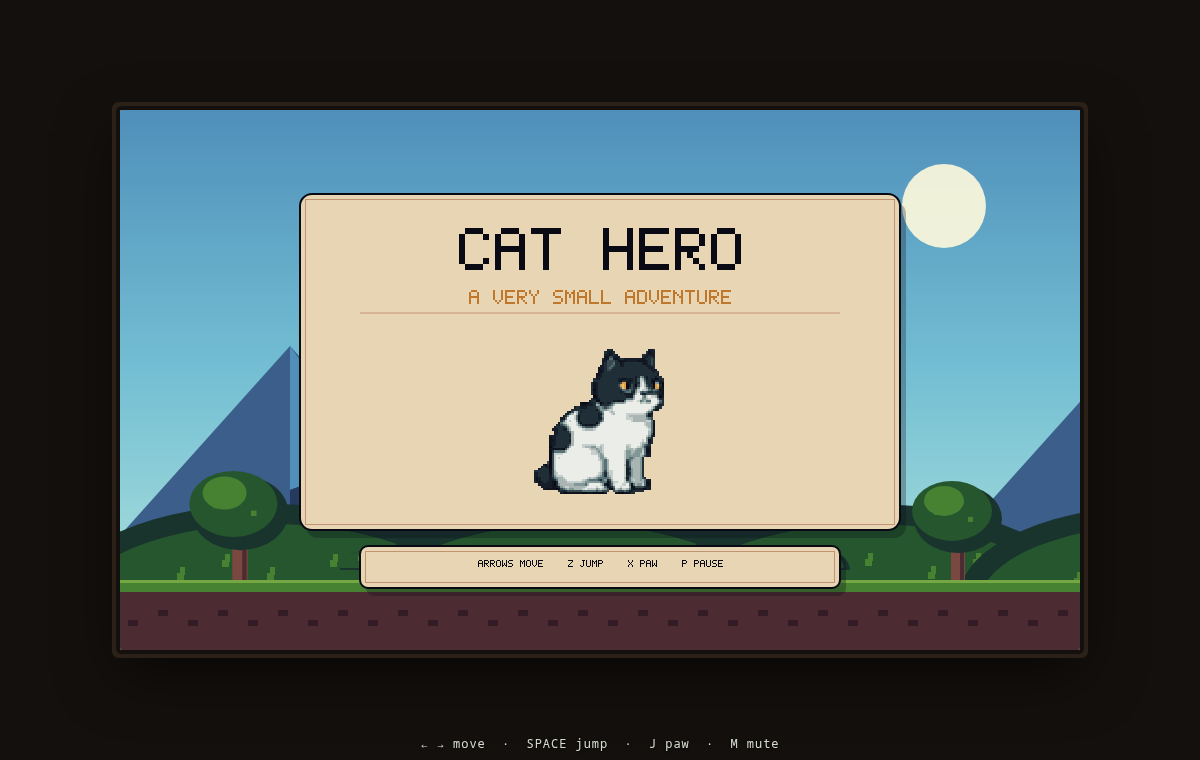 CAT HERO
A VERY SMALL ADVENTURE
ARROWS MOVE Z JUMP X PAW P PAUSE
← → move · SPACE jump · J paw · M mute